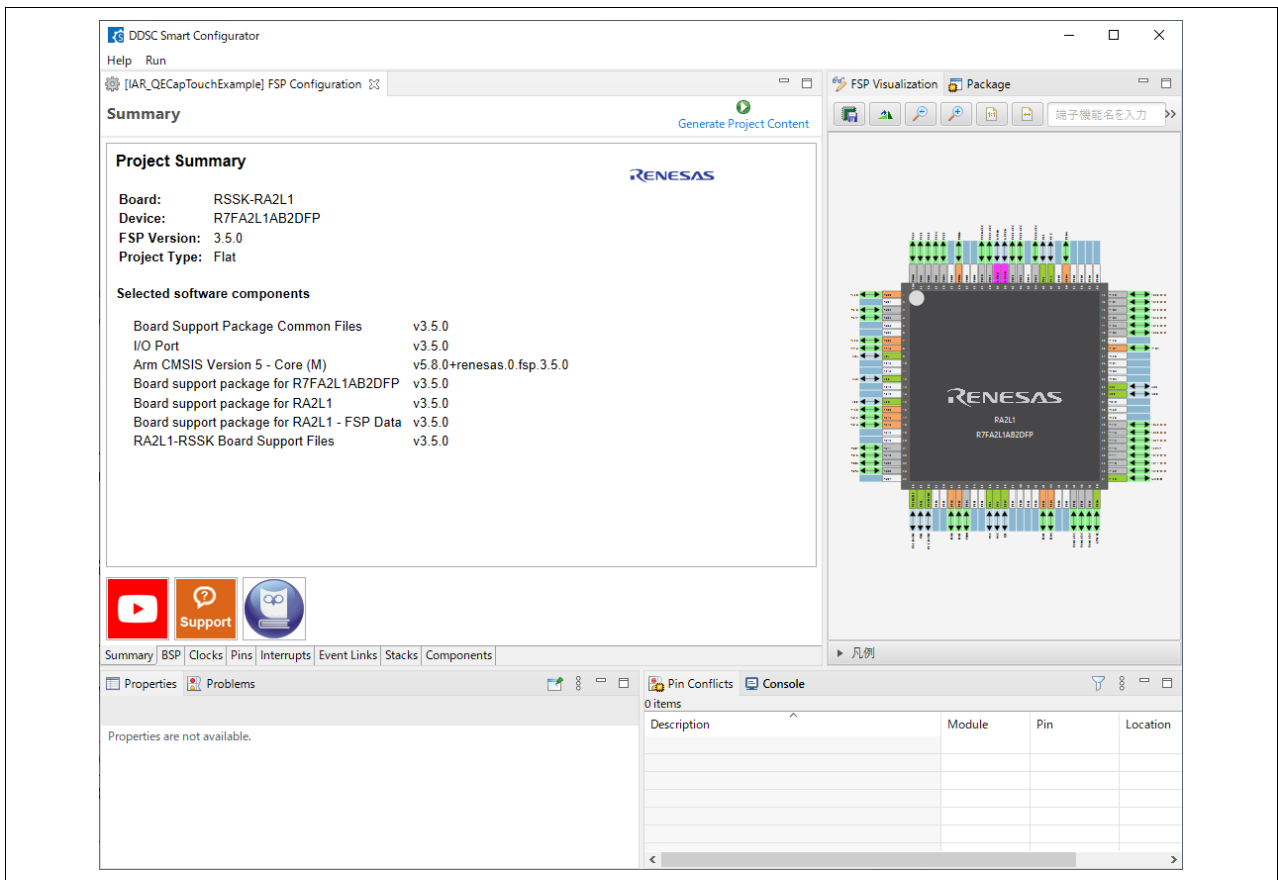 DDSC Smart Configurator
Help Run
[IAR_QECapTouchExample] FSP Configuration
Summary
Generate Project Content
Project Summary
RENESAS
Board: RSSK-RA2L1
Device: R7FA2L1AB2DFP
FSP Version: 3.5.0
Project Type: Flat
Selected software components
Board Support Package Common Files v3.5.0
I/O Port v3.5.0
Arm CMSIS Version 5 - Core (M) v5.8.0+renesas.0.fsp.3.5.0
Board support package for R7FA2L1AB2DFP v3.5.0
Board support package for RA2L1 v3.5.0
Board support package for RA2L1 - FSP Data v3.5.0
RA2L1-RSSK Board Support Files v3.5.0
Support
Summary BSP Clocks Pins Interrupts Event Links Stacks Components
FSP Visualization Package
端子機能名を入力
RENESAS
RA2L1
R7FA2L1AB2DFP
凡例
Properties Problems
Properties are not available.
Pin Conflicts Console
0 items
Description Module Pin Location